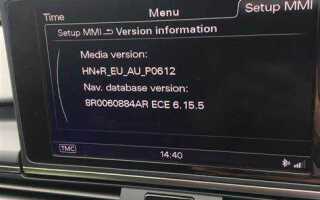 Time Menu Setup MMI
Setup MMI Version information
Media version:
HN+R_EU_AU_P0612
Nav. database version:
8R0060884AR ECE 6.15.5
TMC 14:40